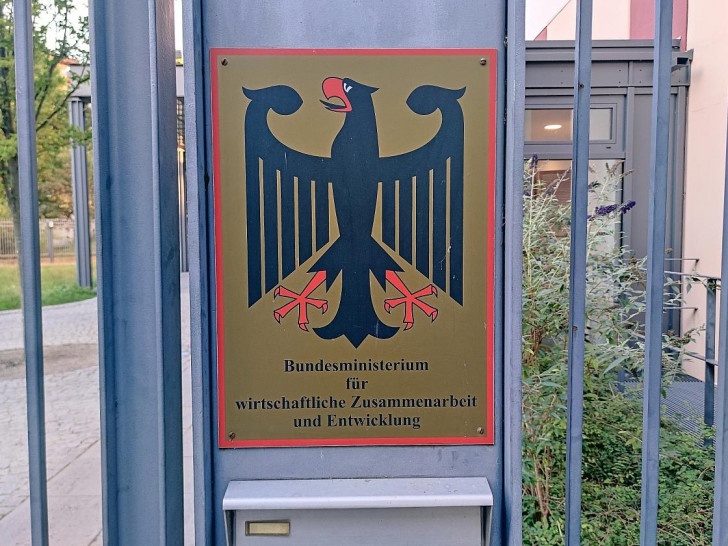 Bundesministerium
für
wirtschaftliche Zusammenarbeit
und Entwicklung